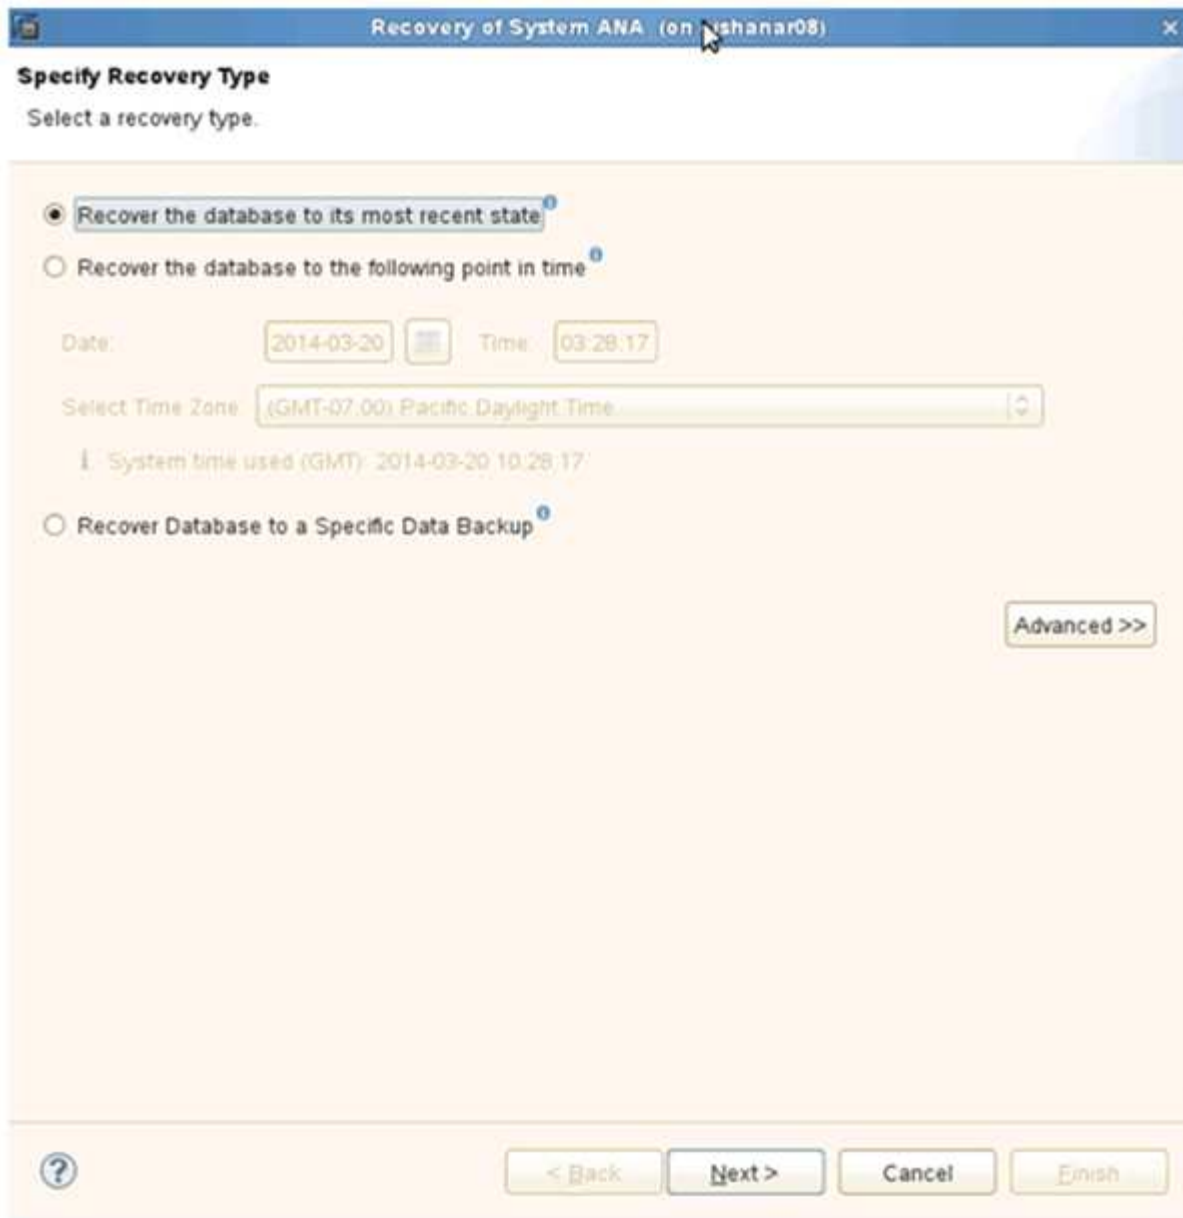 Recovery of System ANA (on shanar08)
Specify Recovery Type
Select a recovery type.
Recover the database to its most recent state
Recover the database to the following point in time
Date: 2014-03-20 Time: 03:28:17
Select Time Zone: (GMT-07:00) Pacific Daylight Time
i System time used (GMT): 2014-03-20 10:28:17
Recover Database to a Specific Data Backup
Advanced >>
? < Back Next > Cancel Finish